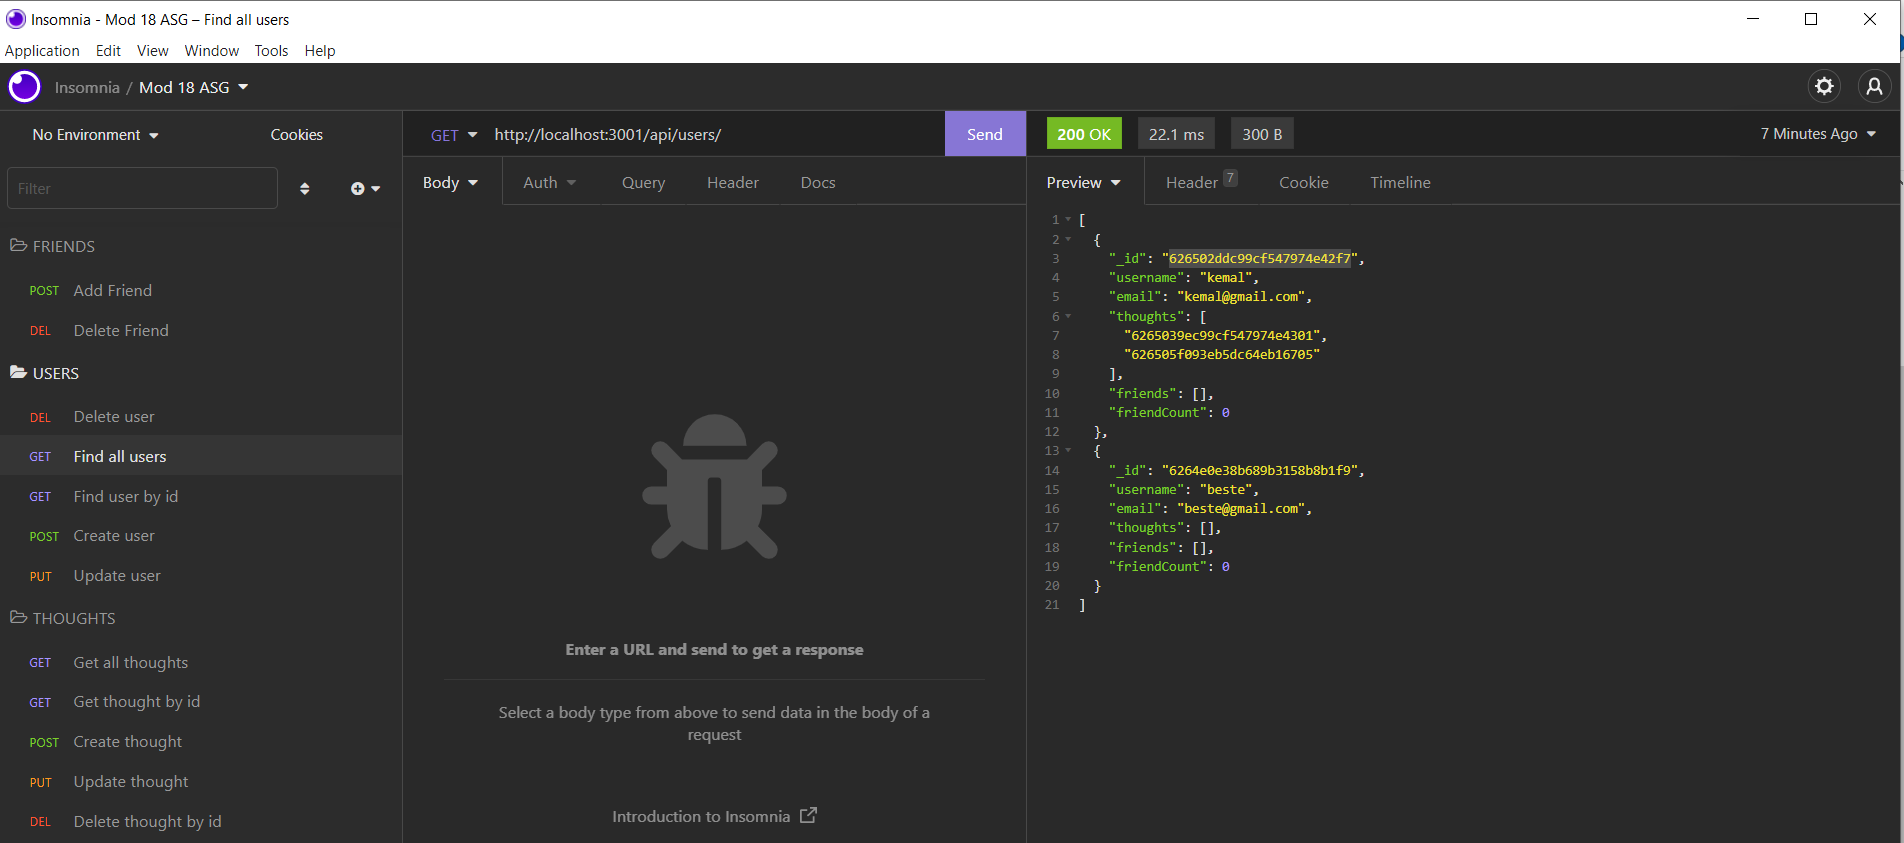 Insomnia - Mod 18 ASG – Find all users
Application Edit View Window Tools Help
Insomnia / Mod 18 ASG
No Environment Cookies
Filter
FRIENDS
POST Add Friend
DEL Delete Friend
USERS
DEL Delete user
GET Find all users
GET Find user by id
POST Create user
PUT Update user
THOUGHTS
GET Get all thoughts
GET Get thought by id
POST Create thought
PUT Update thought
DEL Delete thought by id
GET http://localhost:3001/api/users/ Send
Body Auth Query Header Docs
Enter a URL and send to get a response
Select a body type from above to send data in the body of a
request
Introduction to Insomnia
200 OK 22.1 ms 300 B 7 Minutes Ago
Preview Header 7 Cookie Timeline
1 [
2 {
3 "_id": "626502ddc99cf547974e42f7",
4 "username": "kemal",
5 "email": "kemal@gmail.com",
6 "thoughts": [
7 "6265039ec99cf547974e4301",
8 "626505f093eb5dc64eb16705"
9 ],
10 "friends": [],
11 "friendCount": 0
12 },
13 {
14 "_id": "6264e0e38b689b3158b8b1f9",
15 "username": "beste",
16 "email": "beste@gmail.com",
17 "thoughts": [],
18 "friends": [],
19 "friendCount": 0
20 }
21 ]